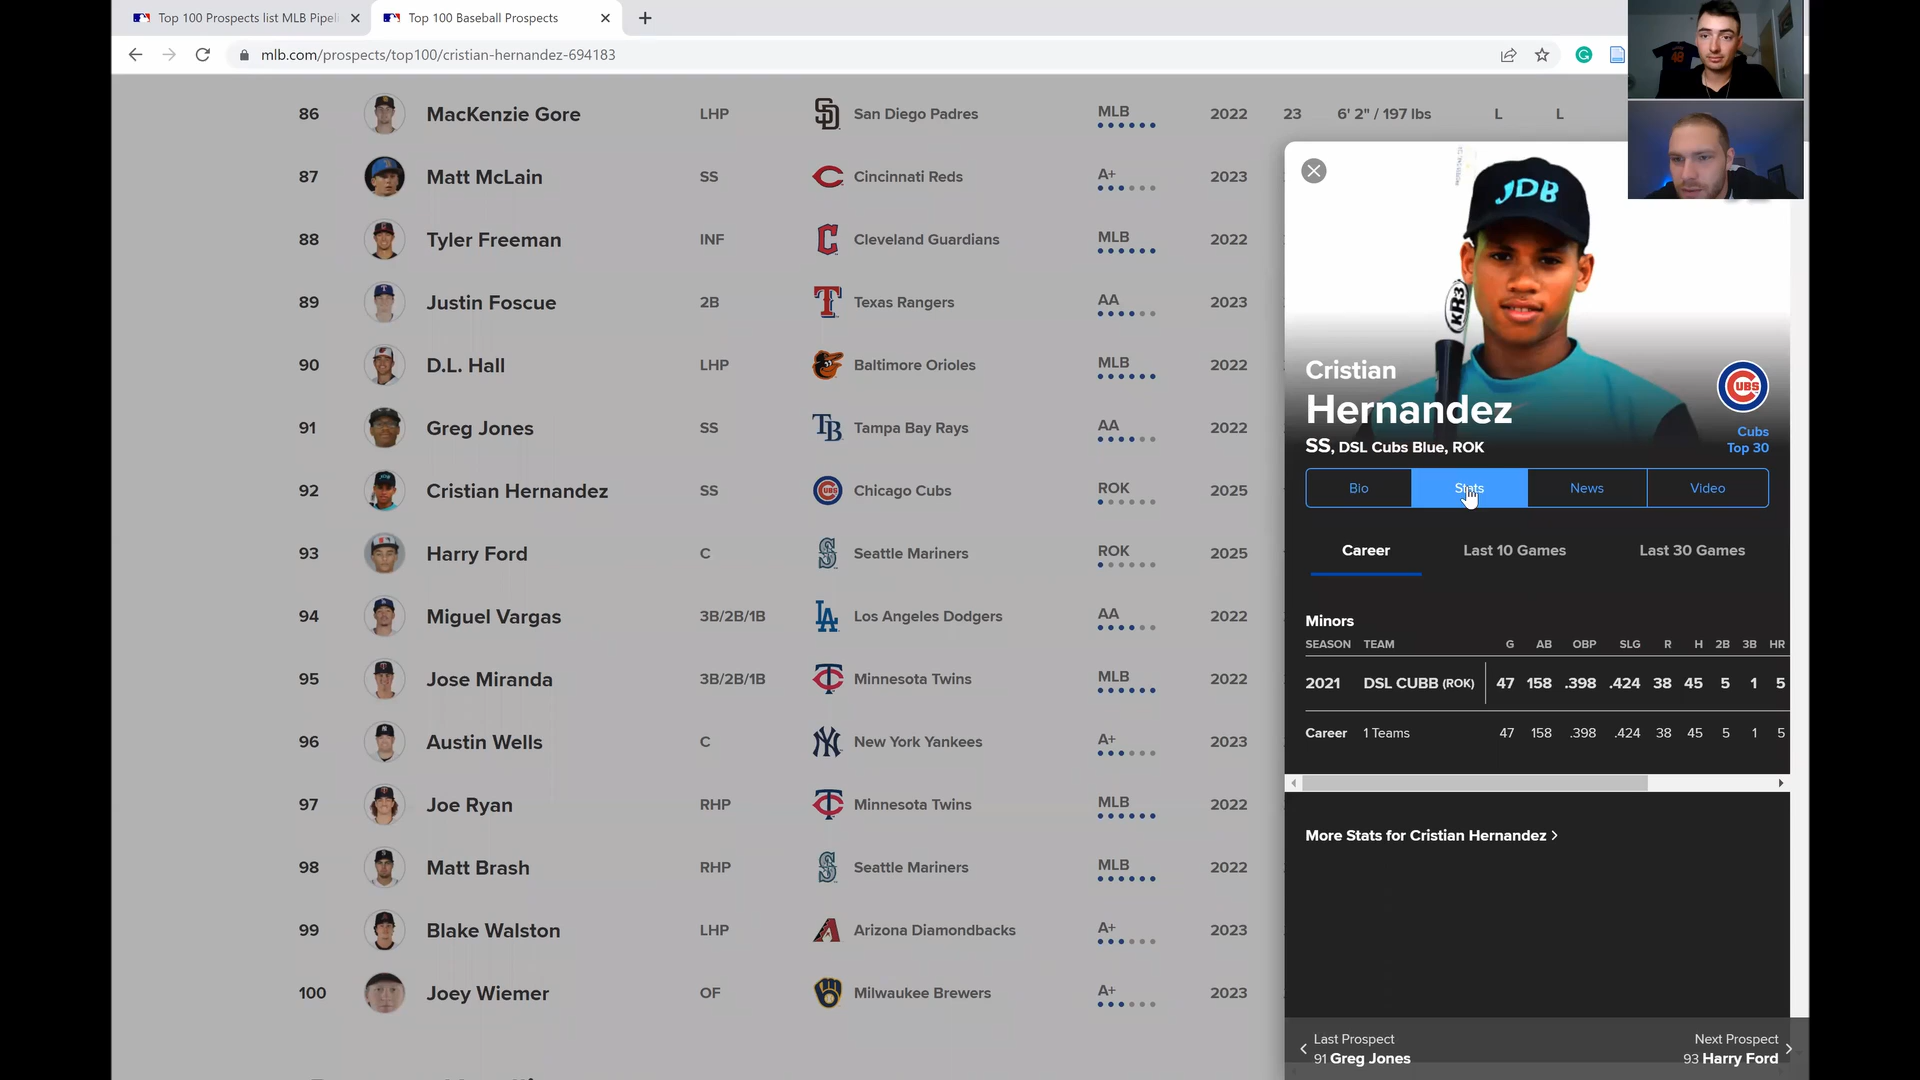 Top 100 Prospects list MLB Pipeli
Top 100 Baseball Prospects
mlb.com/prospects/top100/cristian-hernandez-694183
86 MacKenzie Gore LHP San Diego Padres MLB 2022 23 6' 2" / 197 lbs L L
87 Matt McLain SS Cincinnati Reds A+ 2023
88 Tyler Freeman INF Cleveland Guardians MLB 2022
89 Justin Foscue 2B Texas Rangers AA 2023
90 D.L. Hall LHP Baltimore Orioles MLB 2022
91 Greg Jones SS Tampa Bay Rays AA 2022
92 Cristian Hernandez SS Chicago Cubs ROK 2025
93 Harry Ford C Seattle Mariners ROK 2025
94 Miguel Vargas 3B/2B/1B Los Angeles Dodgers AA 2022
95 Jose Miranda 3B/2B/1B Minnesota Twins MLB 2022
96 Austin Wells C New York Yankees A+ 2023
97 Joe Ryan RHP Minnesota Twins MLB 2022
98 Matt Brash RHP Seattle Mariners MLB 2022
99 Blake Walston LHP Arizona Diamondbacks A+ 2023
100 Joey Wiemer OF Milwaukee Brewers A+ 2023
JDB
KR3
Cristian
Hernandez
SS, DSL Cubs Blue, ROK
CUBS
Cubs
Top 30
Bio Stats News Video
Career Last 10 Games Last 30 Games
Minors
SEASON TEAM G AB OBP SLG R H 2B 3B HR
2021 DSL CUBB (ROK) 47 158 .398 .424 38 45 5 1 5
Career 1 Teams 47 158 .398 .424 38 45 5 1 5
More Stats for Cristian Hernandez
Last Prospect
91 Greg Jones
Next Prospect
93 Harry Ford